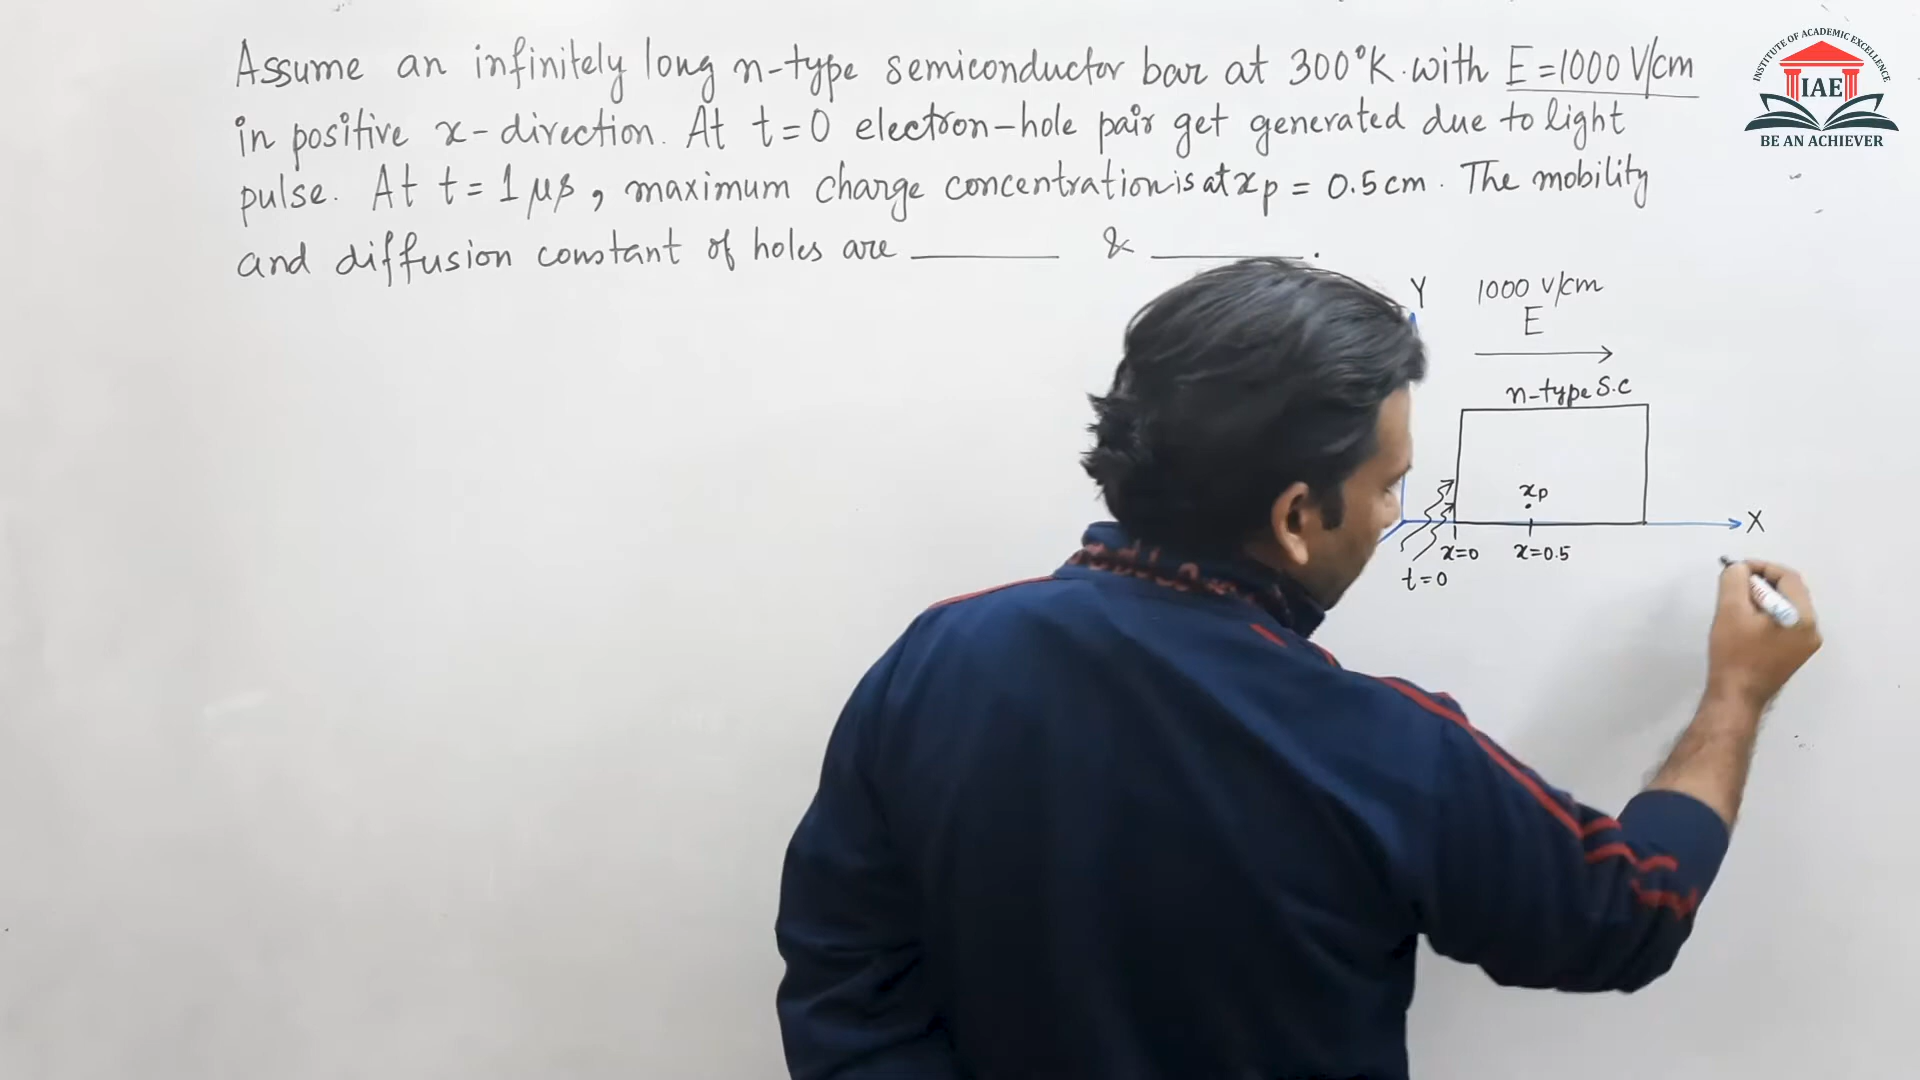 Assume an infinitely long n-type semiconductor bar at 300°K. with E=1000 V/cm
in positive x-direction. At t=0 electron-hole pair get generated due to light
pulse. At t=1 μs, maximum charge concentration is at xp = 0.5 cm. The mobility
and diffusion constant of holes are ______ & ______.
INSTITUTE OF ACADEMIC EXCELLENCE
IAE
BE AN ACHIEVER
Y
1000 V/cm
E
n-type S.C
xp
X
x=0
x=0.5
t=0